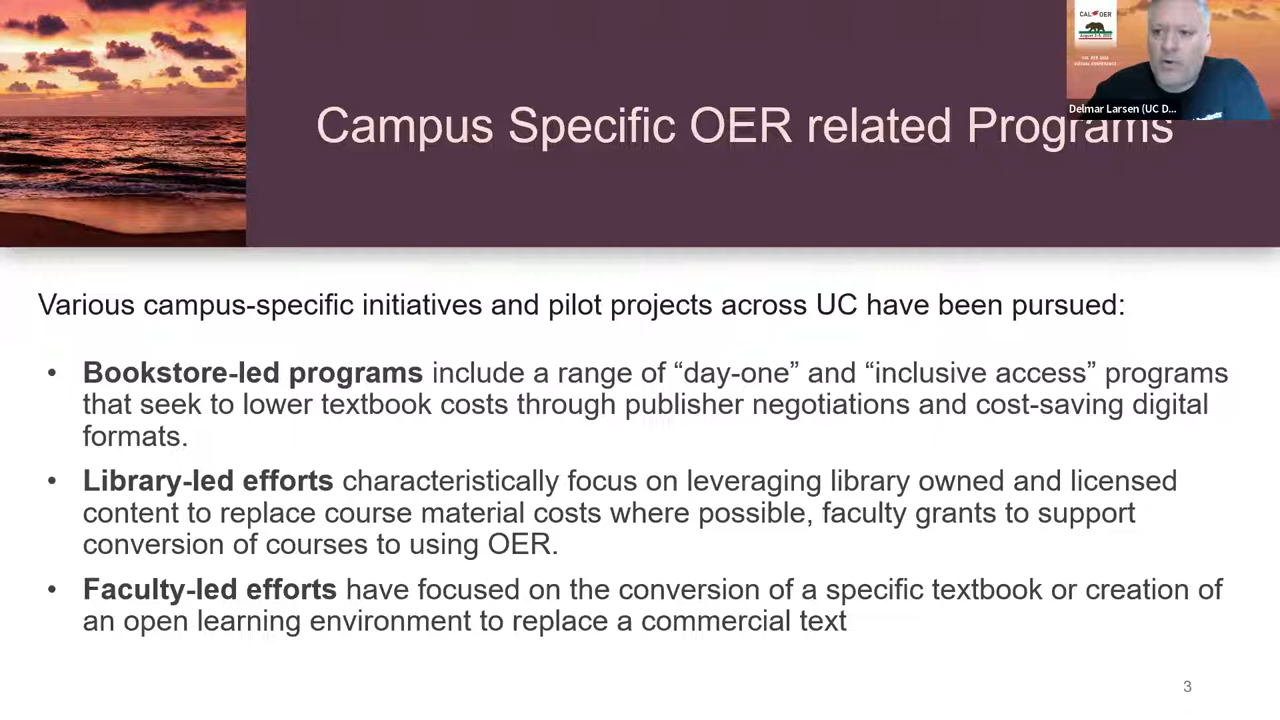 CAL OER
Delmar Larsen (UC D...
Campus Specific OER related Programs
Various campus-specific initiatives and pilot projects across UC have been pursued:
• Bookstore-led programs include a range of “day-one” and “inclusive access” programs
that seek to lower textbook costs through publisher negotiations and cost-saving digital
formats.
• Library-led efforts characteristically focus on leveraging library owned and licensed
content to replace course material costs where possible, faculty grants to support
conversion of courses to using OER.
• Faculty-led efforts have focused on the conversion of a specific textbook or creation of
an open learning environment to replace a commercial text
3